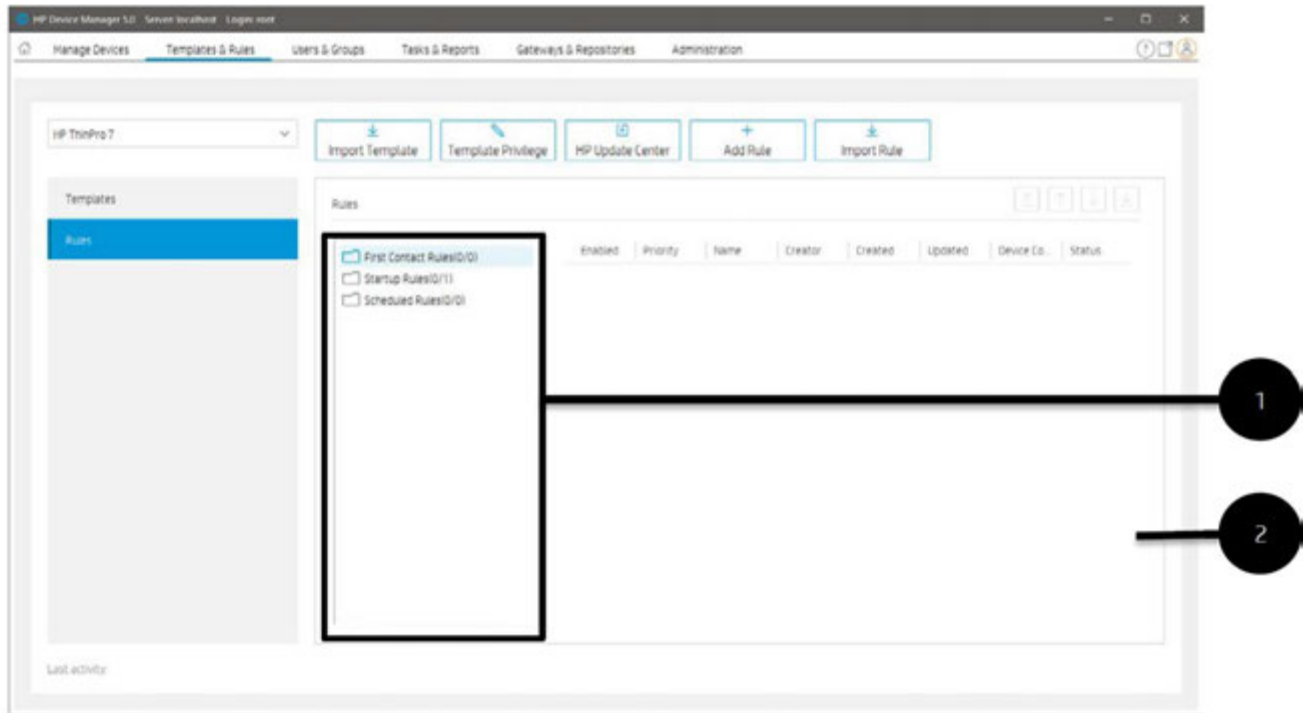 HP Device Manager 5.0 Server localhost Login: root
Manage Devices Templates & Rules Users & Groups Tasks & Reports Gateways & Repositories Administration
HP ThinPro 7
Import Template Template Privilege HP Update Center Add Rule Import Rule
Templates
Rules
Rules
Enabled Priority Name Creator Created Updated Device Co... Status
First Contact Rules(0/0)
Startup Rules(0/1)
Scheduled Rules(0/0)
1
2
Last activity: